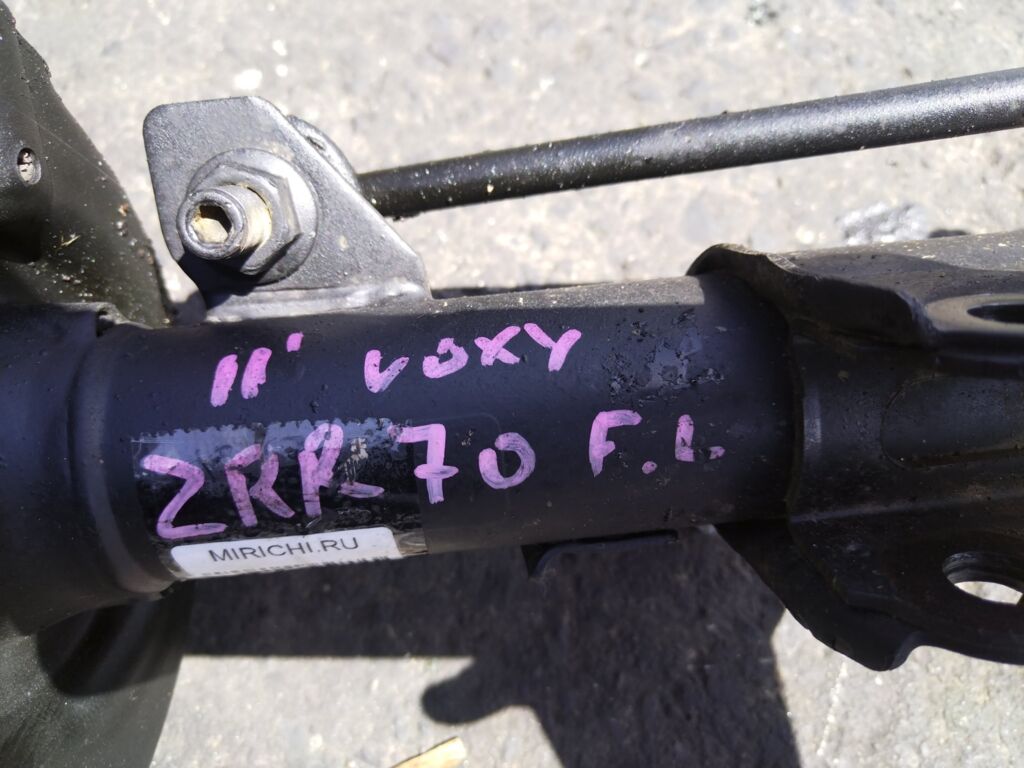 11' VOXY
ZRR70 F.L.
MIRICHI.RU